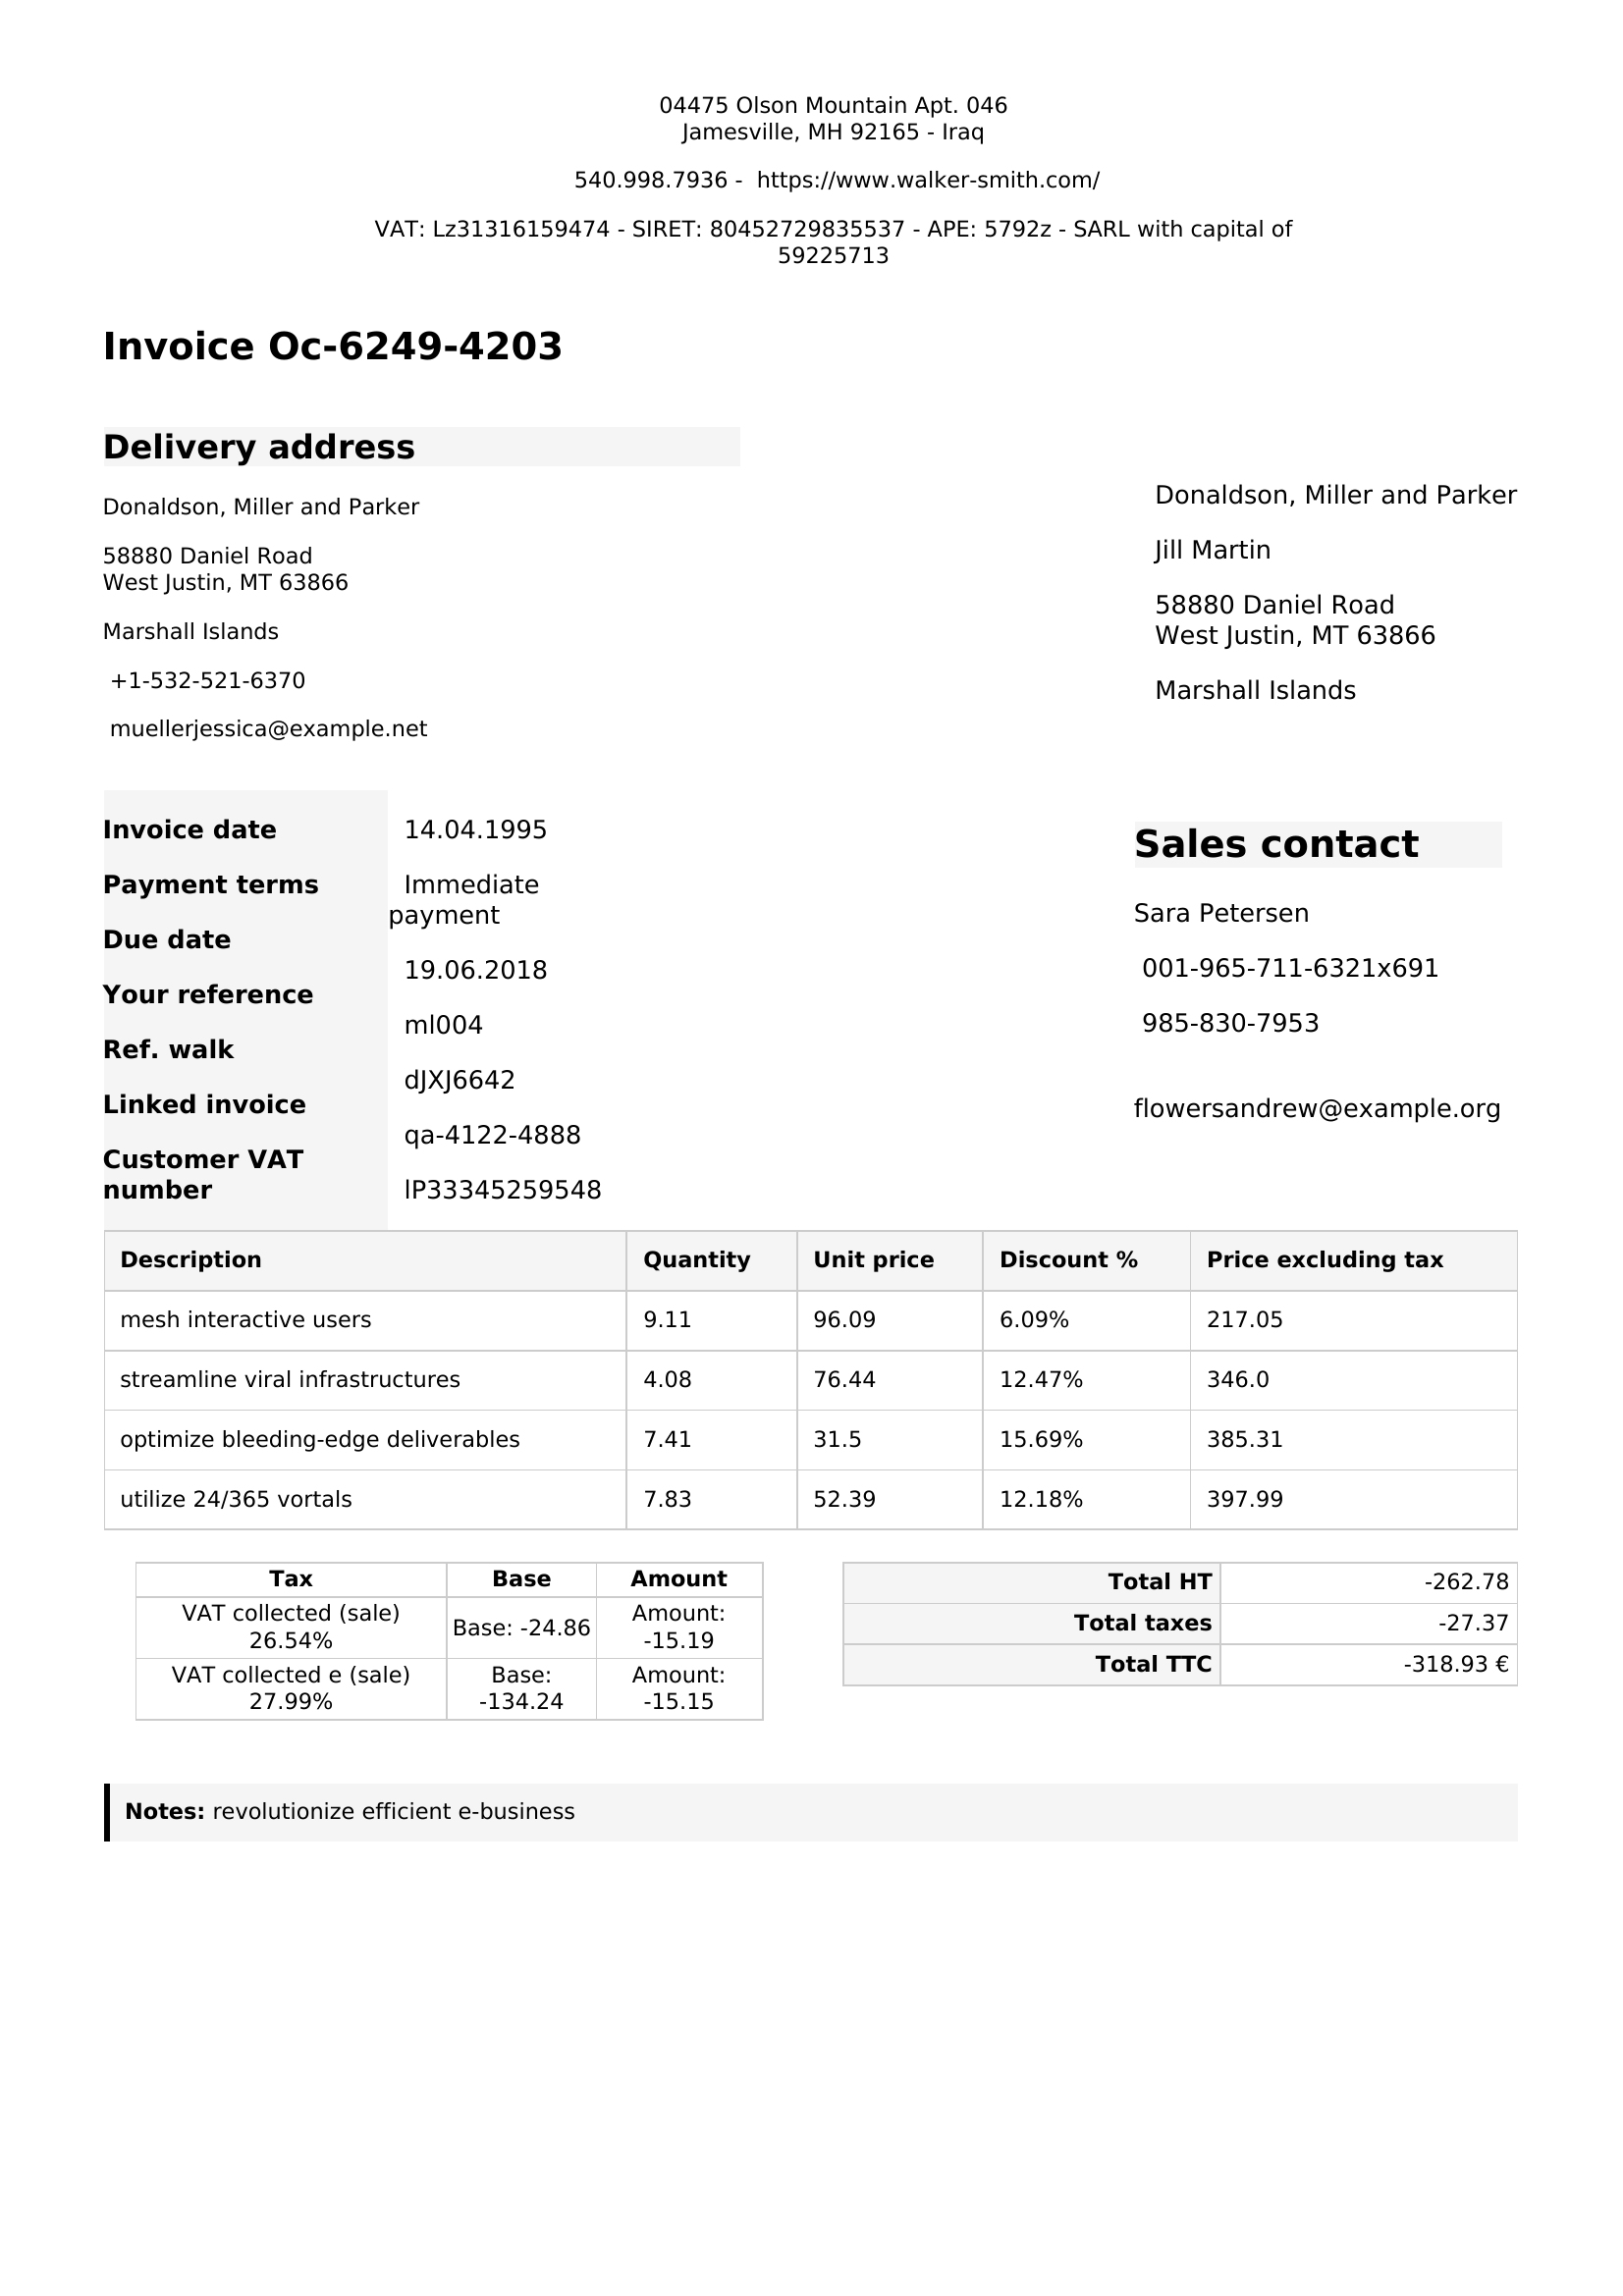 04475 Olson Mountain Apt. 046
Jamesville, MH 92165 - Iraq
540.998.7936 -  https://www.walker-smith.com/
VAT: Lz31316159474 - SIRET: 80452729835537 - APE: 5792z - SARL with capital of
59225713
Invoice Oc-6249-4203
Delivery address
Donaldson, Miller and Parker
58880 Daniel Road
West Justin, MT 63866
Marshall Islands
+1-532-521-6370
muellerjessica@example.net
Donaldson, Miller and Parker
Jill Martin
58880 Daniel Road
West Justin, MT 63866
Marshall Islands
Invoice date
Payment terms
Due date
Your reference
Ref. walk
Linked invoice
Customer VAT
number
14.04.1995
Immediate
payment
19.06.2018
ml004
dJXJ6642
qa-4122-4888
lP33345259548
Sales contact
Sara Petersen
001-965-711-6321x691
985-830-7953
flowersandrew@example.org
Description Quantity Unit price Discount % Price excluding tax
mesh interactive users 9.11 96.09 6.09% 217.05
streamline viral infrastructures 4.08 76.44 12.47% 346.0
optimize bleeding-edge deliverables 7.41 31.5 15.69% 385.31
utilize 24/365 vortals 7.83 52.39 12.18% 397.99
Tax Base Amount
VAT collected (sale)
26.54%
Base: -24.86
Amount:
-15.19
VAT collected e (sale)
27.99%
Base:
-134.24
Amount:
-15.15
Total HT -262.78
Total taxes -27.37
Total TTC -318.93 €
Notes: revolutionize efficient e-business